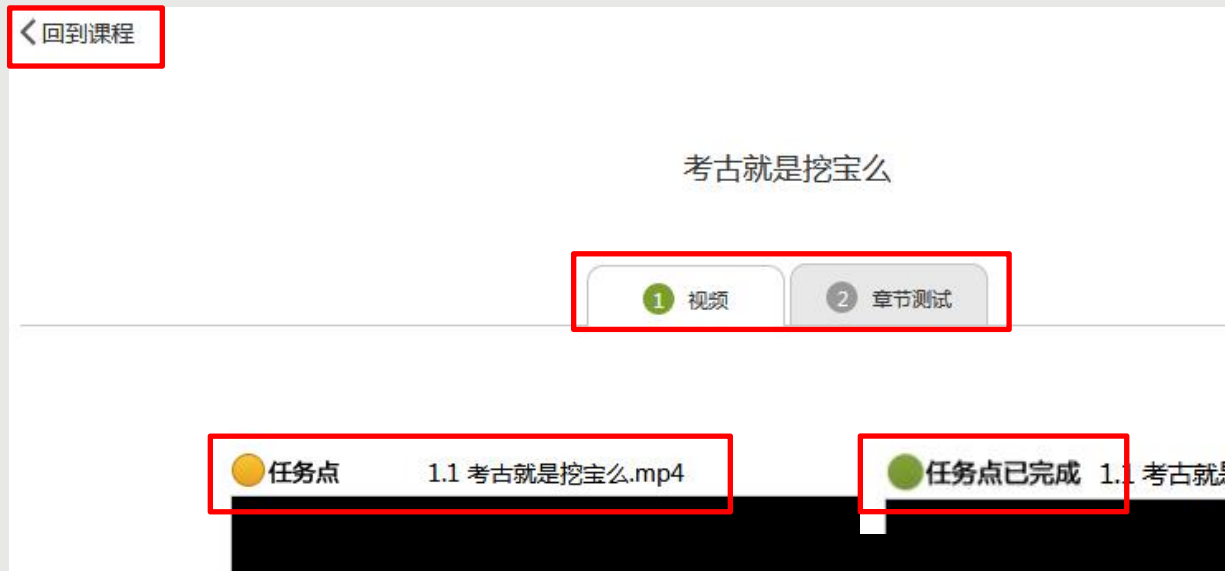 回到课程
考古就是挖宝么
1 视频 2 章节测试
任务点 1.1 考古就是挖宝么.mp4 任务点已完成 1.1 考古就是